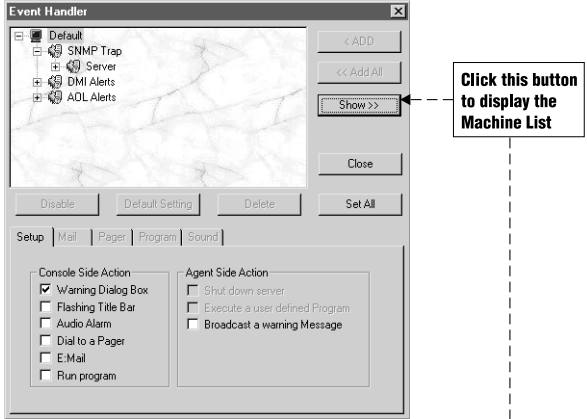 Event Handler
Default
SNMP Trap
Server
DMI Alerts
AOL Alerts
< ADD
<< Add All
Show >>
Close
Disable
Default Setting
Delete
Set All
Click this button
to display the
Machine List
Setup
Mail
Pager
Program
Sound
Console Side Action
Warning Dialog Box
Flashing Title Bar
Audio Alarm
Dial to a Pager
E:Mail
Run program
Agent Side Action
Shut down server
Execute a user defined Program
Broadcast a warning Message